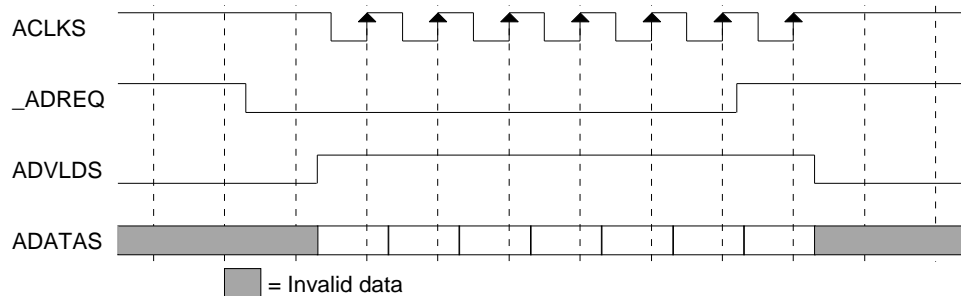 ACLKS
_ADREQ
ADVLDS
ADATAS
= Invalid data